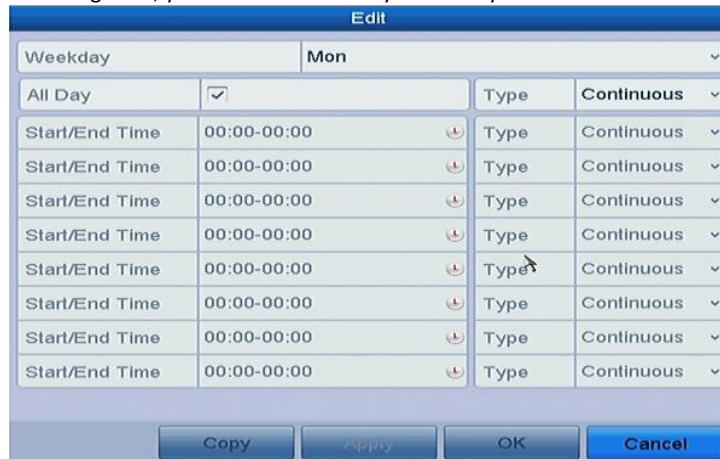 Edit
Weekday Mon
All Day Type Continuous
Start/End Time 00:00-00:00 Type Continuous
Start/End Time 00:00-00:00 Type Continuous
Start/End Time 00:00-00:00 Type Continuous
Start/End Time 00:00-00:00 Type Continuous
Start/End Time 00:00-00:00 Type Continuous
Start/End Time 00:00-00:00 Type Continuous
Start/End Time 00:00-00:00 Type Continuous
Start/End Time 00:00-00:00 Type Continuous
Copy Apply OK Cancel